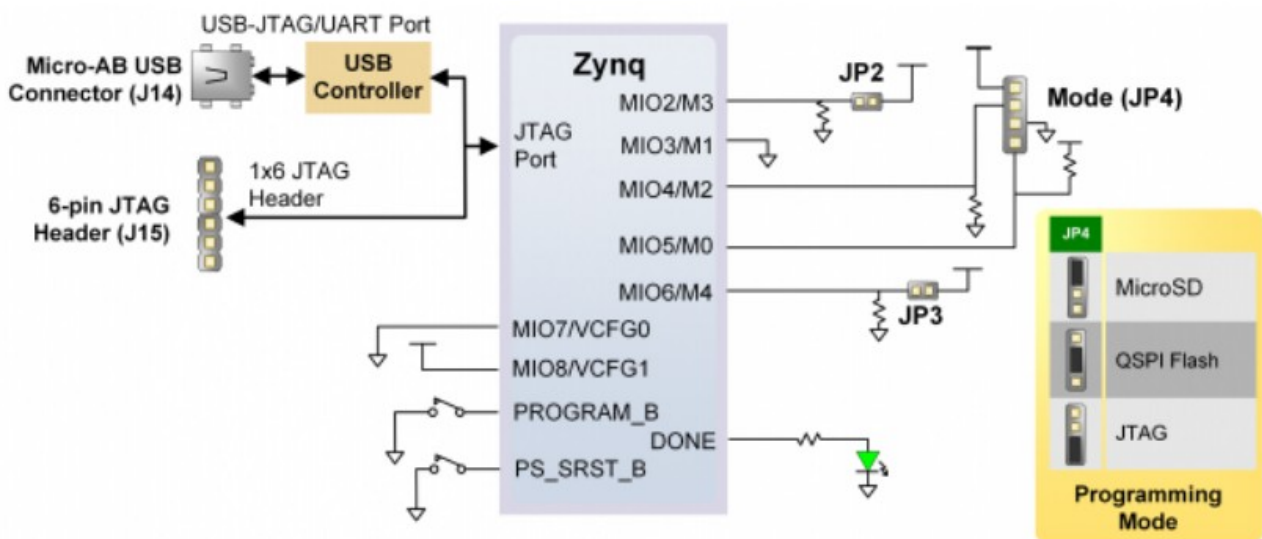 USB-JTAG/UART Port
Micro-AB USB
Connector (J14)
USB
Controller
1x6 JTAG
Header
6-pin JTAG
Header (J15)
Zynq
JTAG
Port
MIO2/M3
MIO3/M1
MIO4/M2
MIO5/M0
MIO6/M4
MIO7/VCFG0
MIO8/VCFG1
PROGRAM_B
DONE
PS_SRST_B
JP2
Mode (JP4)
JP3
JP4
MicroSD
QSPI Flash
JTAG
Programming
Mode